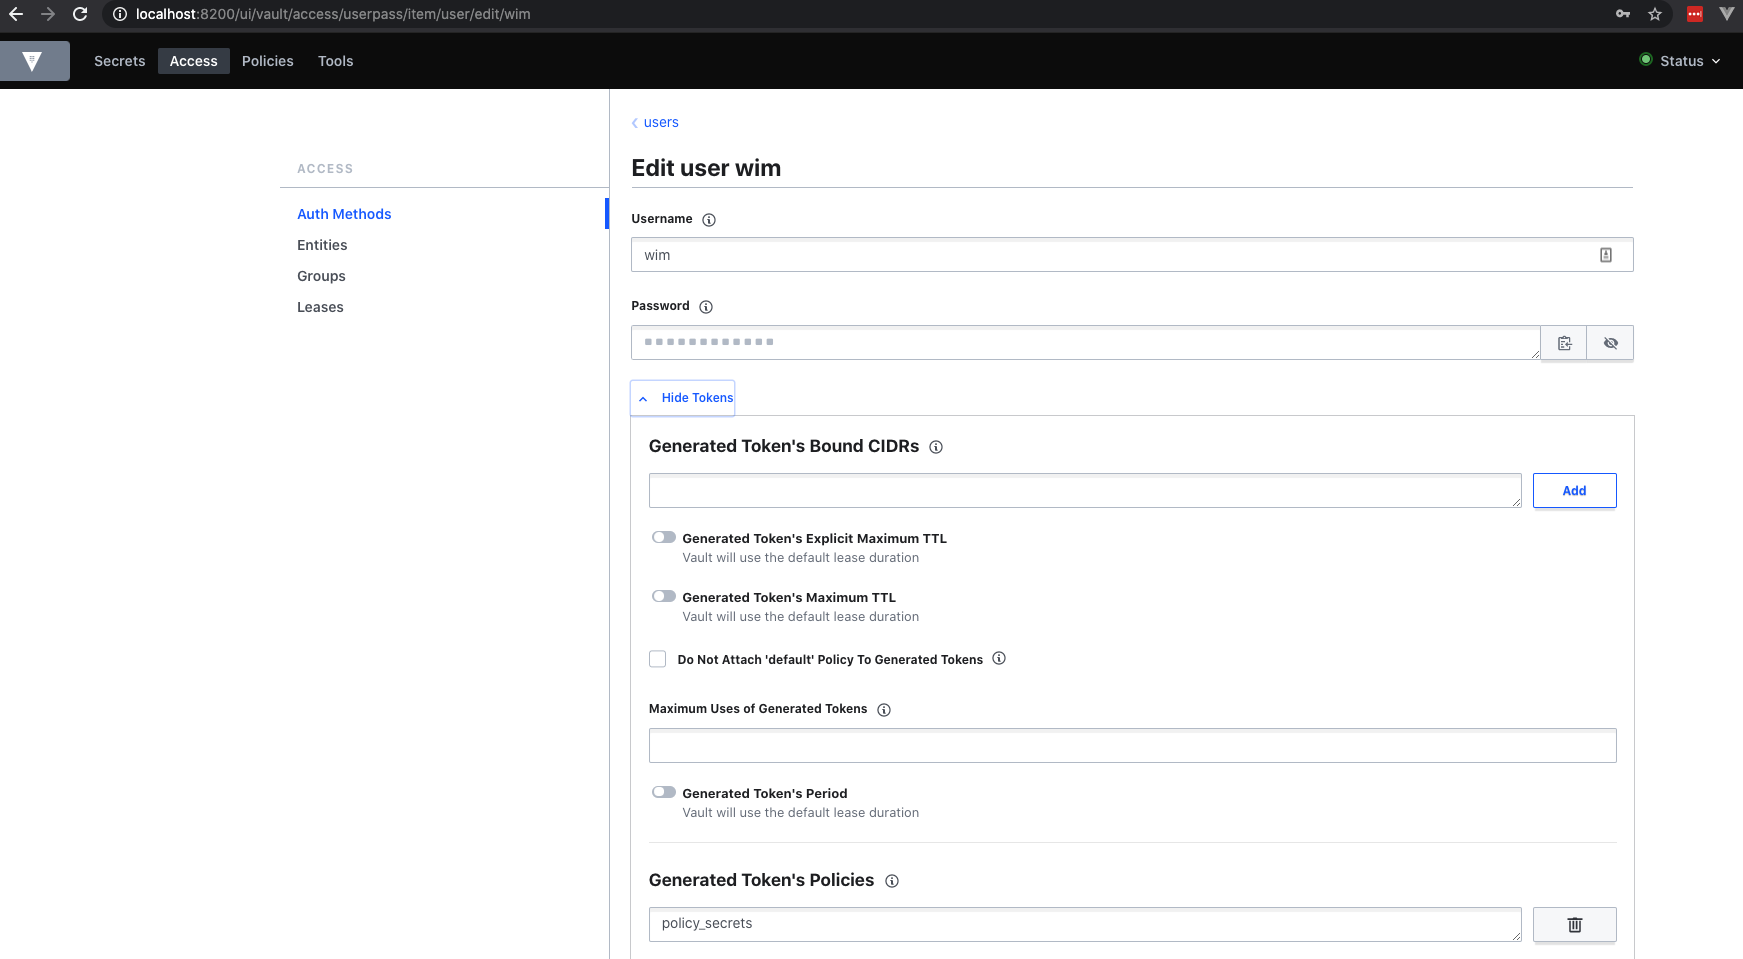 localhost:8200/ui/vault/access/userpass/item/user/edit/wim
Secrets Access Policies Tools Status
users
ACCESS
Edit user wim
Auth Methods
Entities
Groups
Leases
Username
wim
Password
Hide Tokens
Generated Token's Bound CIDRs
Add
Generated Token's Explicit Maximum TTL
Vault will use the default lease duration
Generated Token's Maximum TTL
Vault will use the default lease duration
Do Not Attach 'default' Policy To Generated Tokens
Maximum Uses of Generated Tokens
Generated Token's Period
Vault will use the default lease duration
Generated Token's Policies
policy_secrets